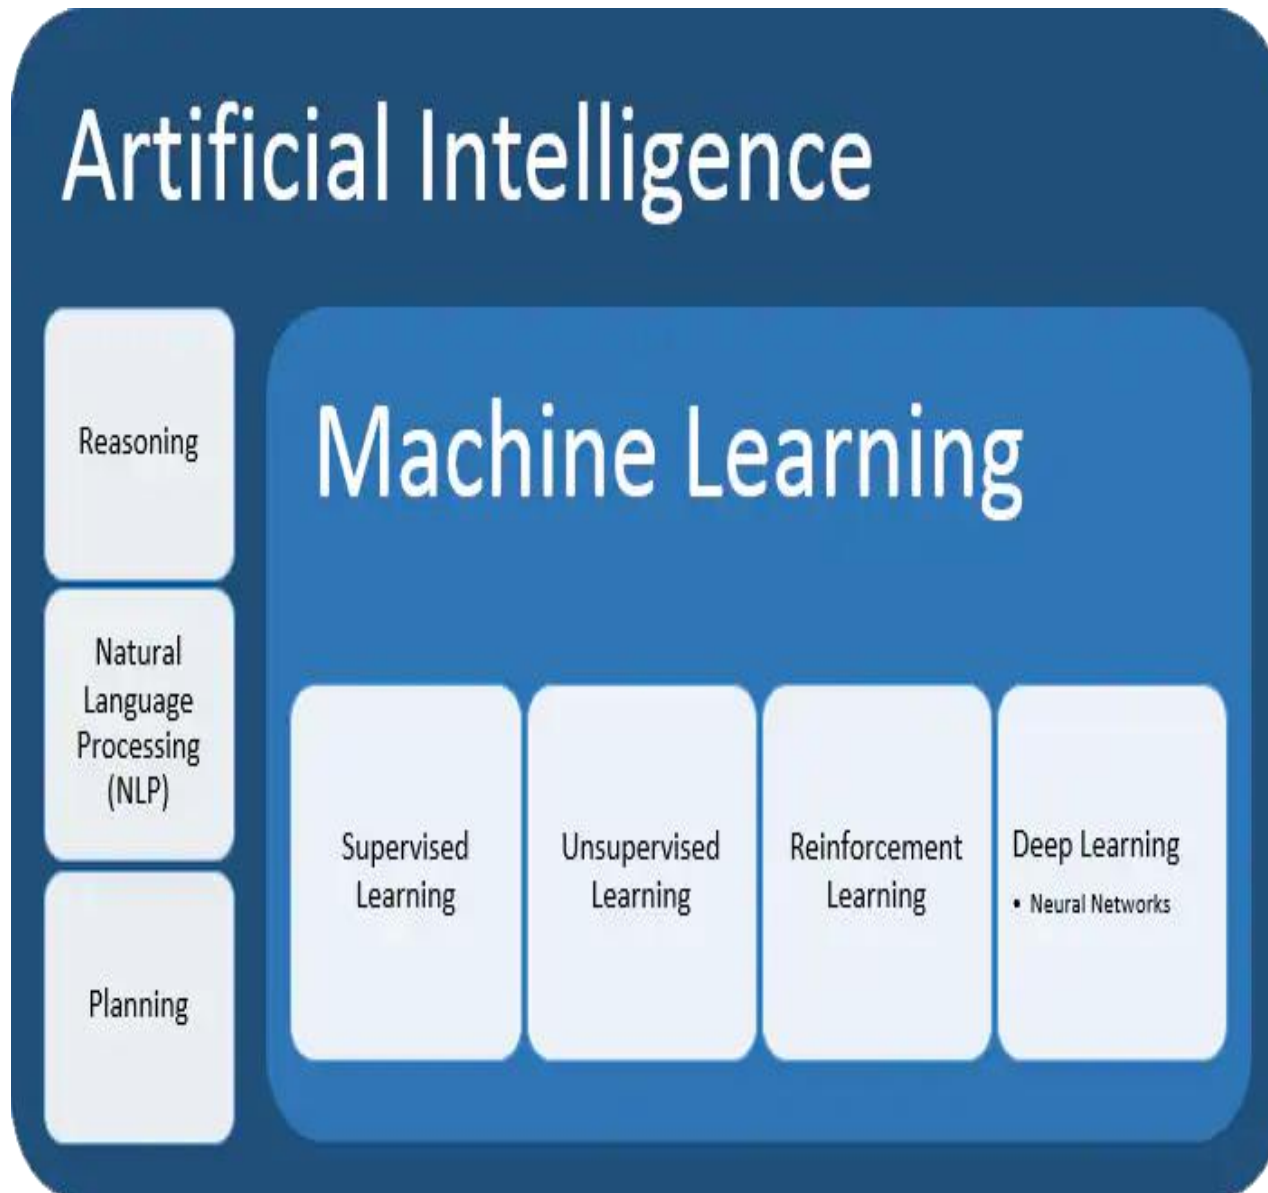 Artificial Intelligence
Reasoning
Natural
Language
Processing
(NLP)
Planning
Machine Learning
Supervised
Learning
Unsupervised
Learning
Reinforcement
Learning
Deep Learning
• Neural Networks